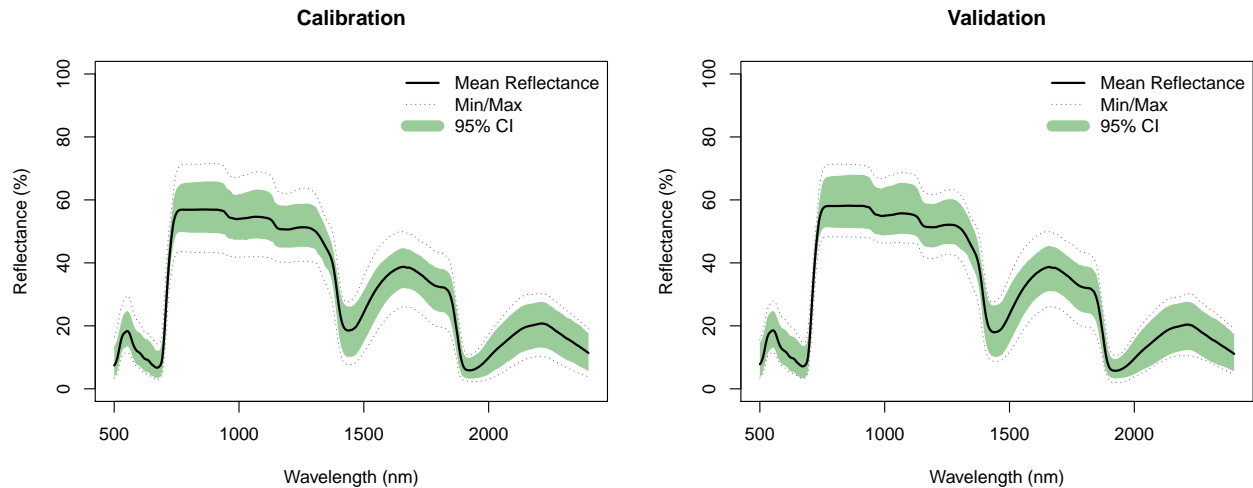 Calibration
Reflectance (%)
100
80
60
40
20
0
Mean Reflectance
Min/Max
95% CI
500
1000
1500
2000
Wavelength (nm)
Validation
Reflectance (%)
100
80
60
40
20
0
Mean Reflectance
Min/Max
95% CI
500
1000
1500
2000
Wavelength (nm)